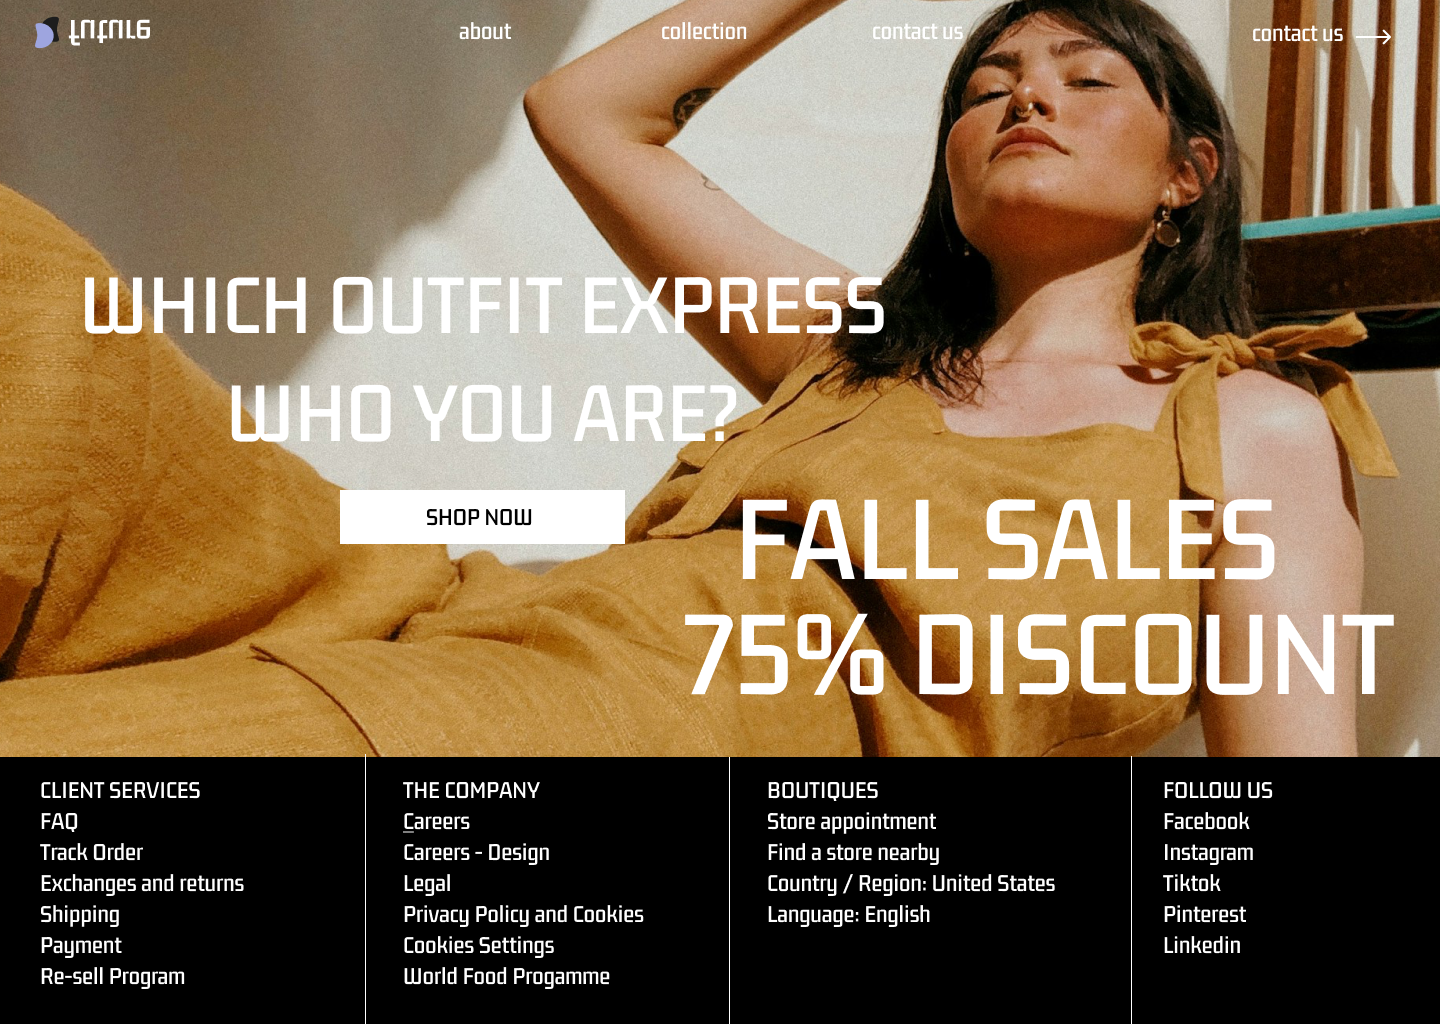 future
about
collection
contact us
contact us
WHICH OUTFIT EXPRESS
WHO YOU ARE?
SHOP NOW
FALL SALES
75% DISCOUNT
CLIENT SERVICES
FAQ
Track Order
Exchanges and returns
Shipping
Payment
Re-sell Program
THE COMPANY
Careers
Careers - Design
Legal
Privacy Policy and Cookies
Cookies Settings
World Food Progamme
BOUTIQUES
Store appointment
Find a store nearby
Country / Region: United States
Language: English
FOLLOW US
Facebook
Instagram
Tiktok
Pinterest
Linkedin